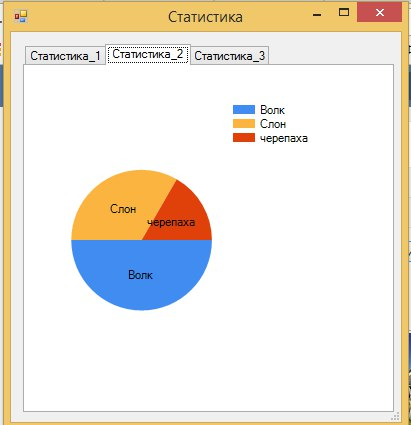 Статистика
Статистика_1 Статистика_2 Статистика_3
Волк
Слон
черепаха
Слон
черепаха
Волк